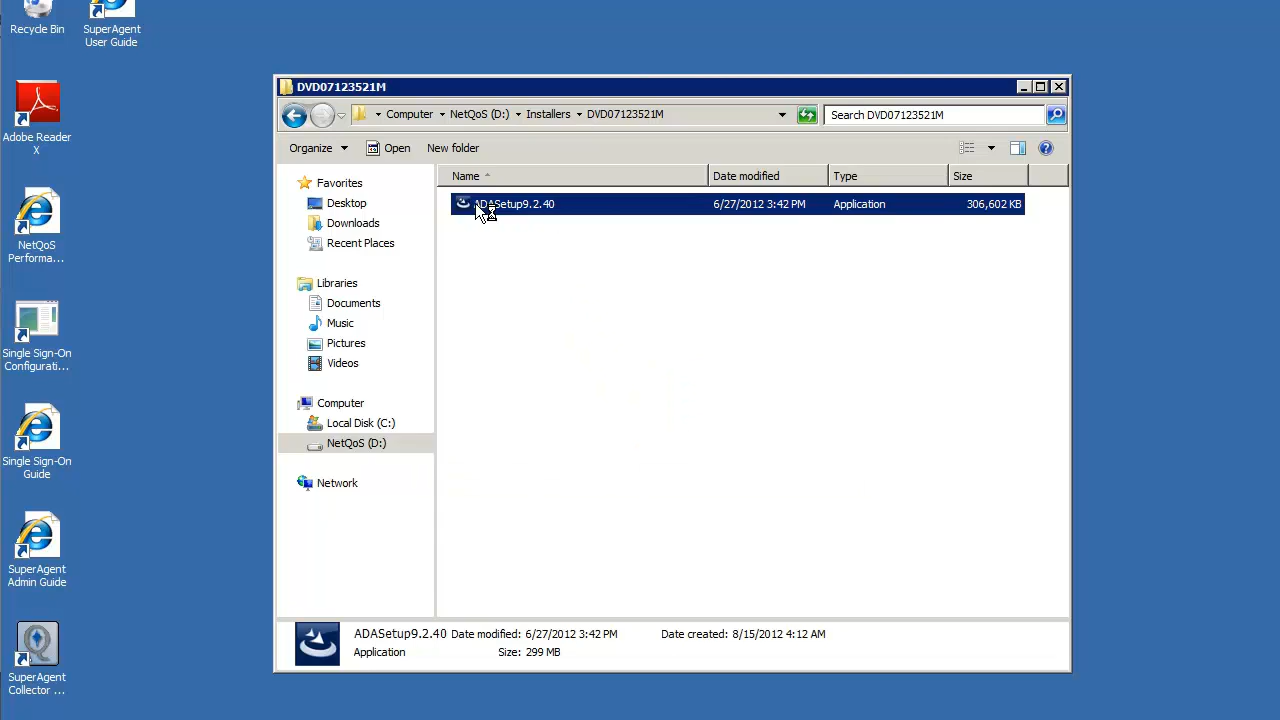 Recycle Bin
SuperAgent
User Guide
Adobe Reader
X
NetQoS
Performa...
Single Sign-On
Configurati...
Single Sign-On
Guide
SuperAgent
Admin Guide
SuperAgent
Collector ...
DVD07123521M
Computer
NetQoS (D:)
Installers
DVD07123521M
Search DVD07123521M
Organize
Open
New folder
Name
Date modified
Type
Size
ADASetup9.2.40
6/27/2012 3:42 PM
Application
306,602 KB
Favorites
Desktop
Downloads
Recent Places
Libraries
Documents
Music
Pictures
Videos
Computer
Local Disk (C:)
NetQoS (D:)
Network
ADASetup9.2.40 Date modified: 6/27/2012 3:42 PM Date created: 8/15/2012 4:12 AM
Application Size: 299 MB